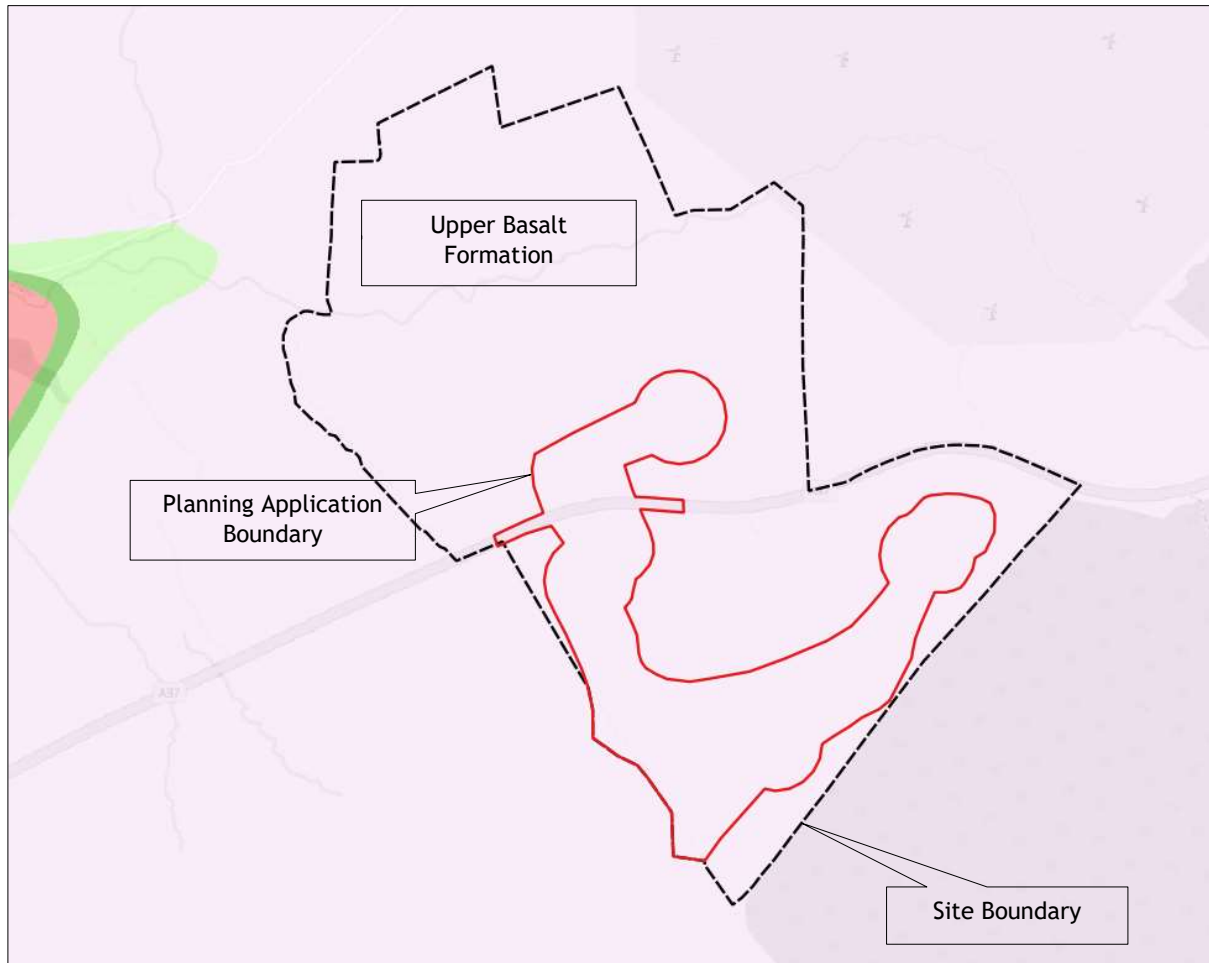 Upper Basalt
Formation
Planning Application
Boundary
A37
Site Boundary